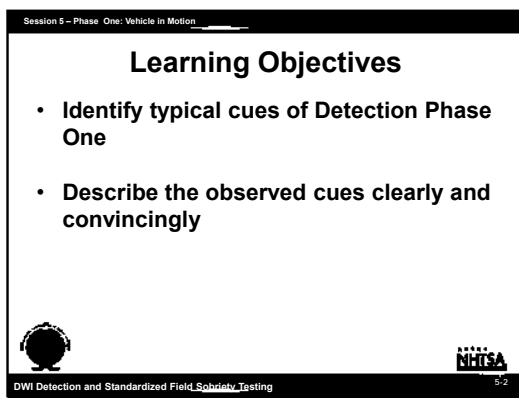 Session 5 – Phase One: Vehicle in Motion
Learning Objectives
• Identify typical cues of Detection Phase
One
• Describe the observed cues clearly and
convincingly
NHTSA
DWI Detection and Standardized Field Sobriety Testing
5-2